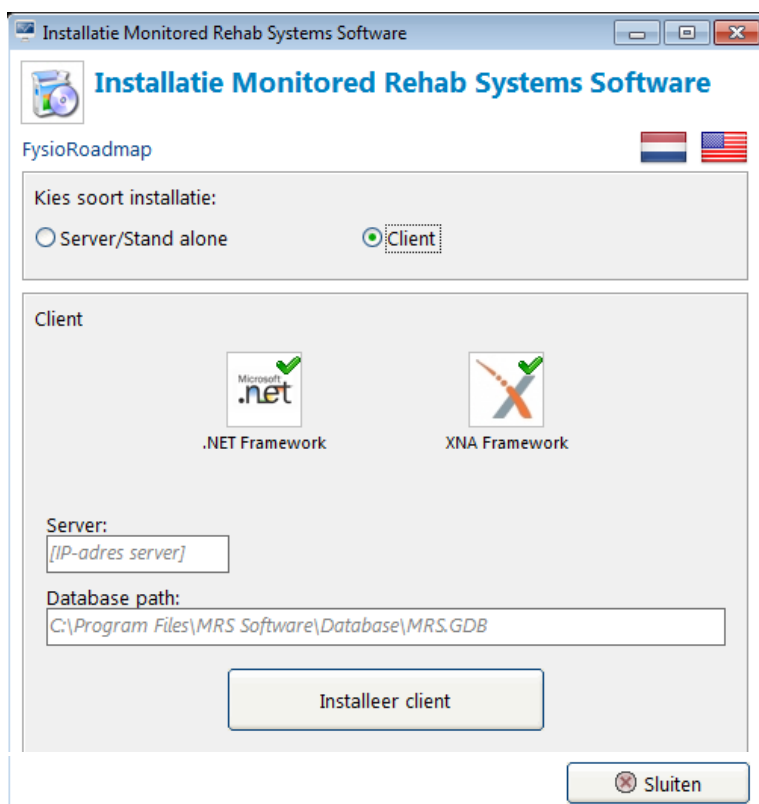 Installatie Monitored Rehab Systems Software
Installatie Monitored Rehab Systems Software
FysioRoadmap
Kies soort installatie:
Server/Stand alone Client
Client
Microsoft
.net
.NET Framework XNA Framework
Server:
[IP-adres server]
Database path:
C:\Program Files\MRS Software\Database\MRS.GDB
Installeer client
Sluiten